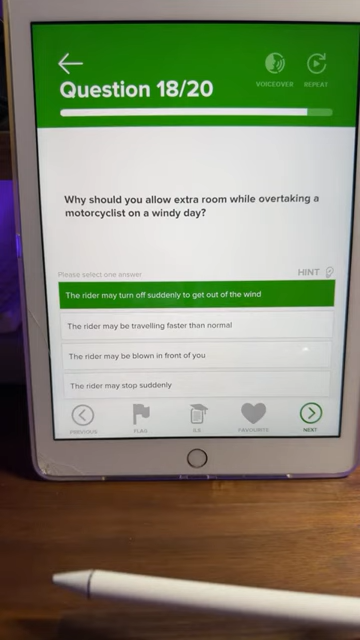 Question 18/20
VOICEOVER
REPEAT
Why should you allow extra room while overtaking a
motorcyclist on a windy day?
Please select one answer
HINT
The rider may turn off suddenly to get out of the wind
The rider may be travelling faster than normal
The rider may be blown in front of you
The rider may stop suddenly
PREVIOUS
FLAG
FAVOURITE
NEXT